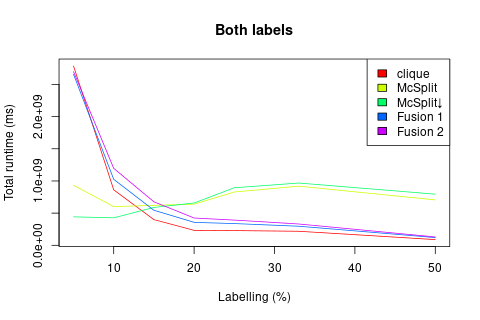 Both labels
Total runtime (ms)
2.0e+09
1.0e+09
0.0e+00
clique
McSplit
McSplit↓
Fusion 1
Fusion 2
10
20
30
40
50
Labelling (%)